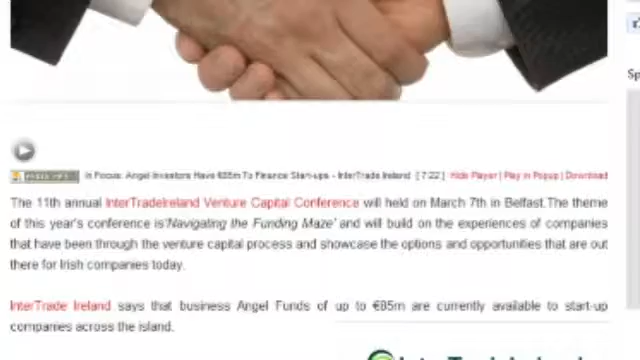 Sp
In Focus: Angel Investors Have €85m To Finance Start-ups - InterTrade Ireland [ 7:22 ] Hide Player | Play in Popup | Download
The 11th annual InterTradeIreland Venture Capital Conference will held on March 7th in Belfast.The theme
of this year's conference is'Navigating the Funding Maze' and will build on the experiences of companies
that have been through the venture capital process and showcase the options and opportunities that are out
there for Irish companies today.
InterTrade Ireland says that business Angel Funds of up to €85m are currently available to start-up
companies across the island.